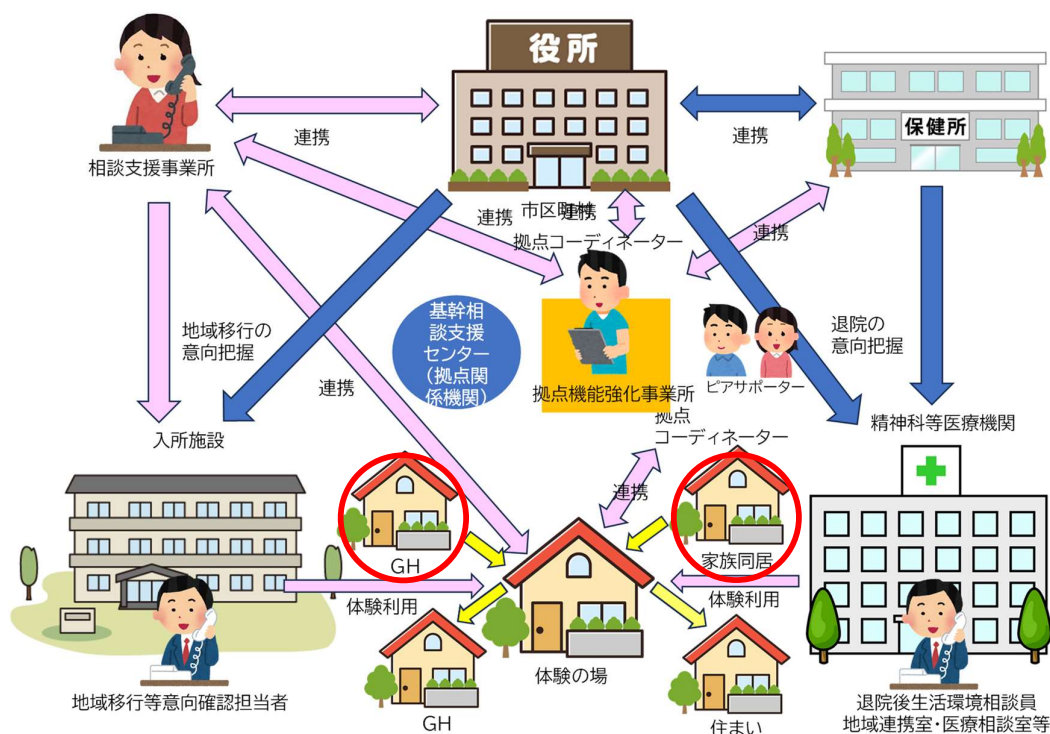 役所
保健所
連携
連携
相談支援事業所
市区町村
連携
連携
連携
拠点コーディネーター
地域移行の
意向把握
連携
基幹相
談支援
センター
(拠点関
係機関)
拠点機能強化事業所
ピアサポーター
退院の
意向把握
拠点
コーディネーター
入所施設
精神科等医療機関
連携
GH
家族同居
体験利用
体験利用
体験の場
地域移行等意向確認担当者
GH
住まい
退院後生活環境相談員
地域連携室・医療相談室等